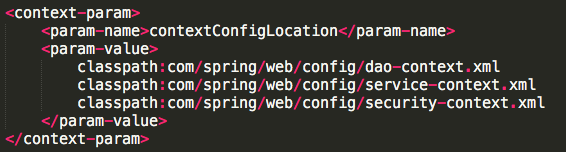 <context-param>
    <param-name>contextConfigLocation</param-name>
    <param-value>
        classpath:com/spring/web/config/dao-context.xml
        classpath:com/spring/web/config/service-context.xml
        classpath:com/spring/web/config/security-context.xml
    </param-value>
</context-param>